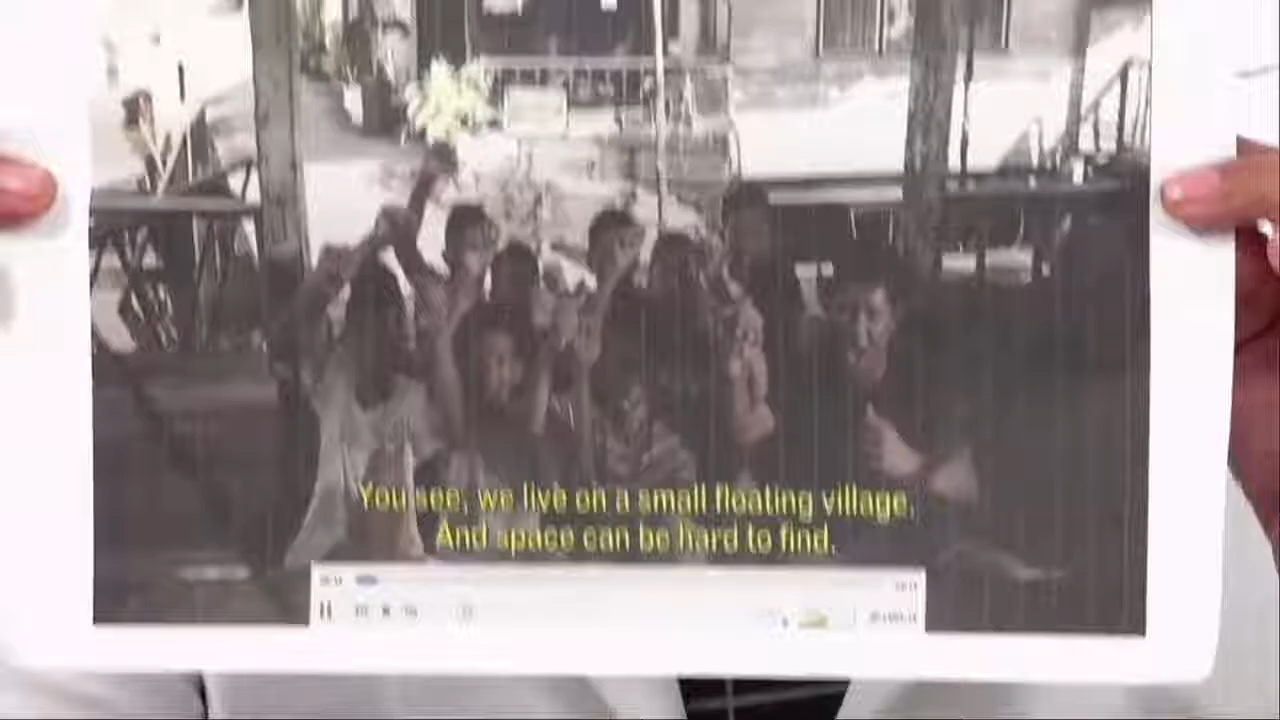 You see, we live on a small floating village.
And space can be hard to find.